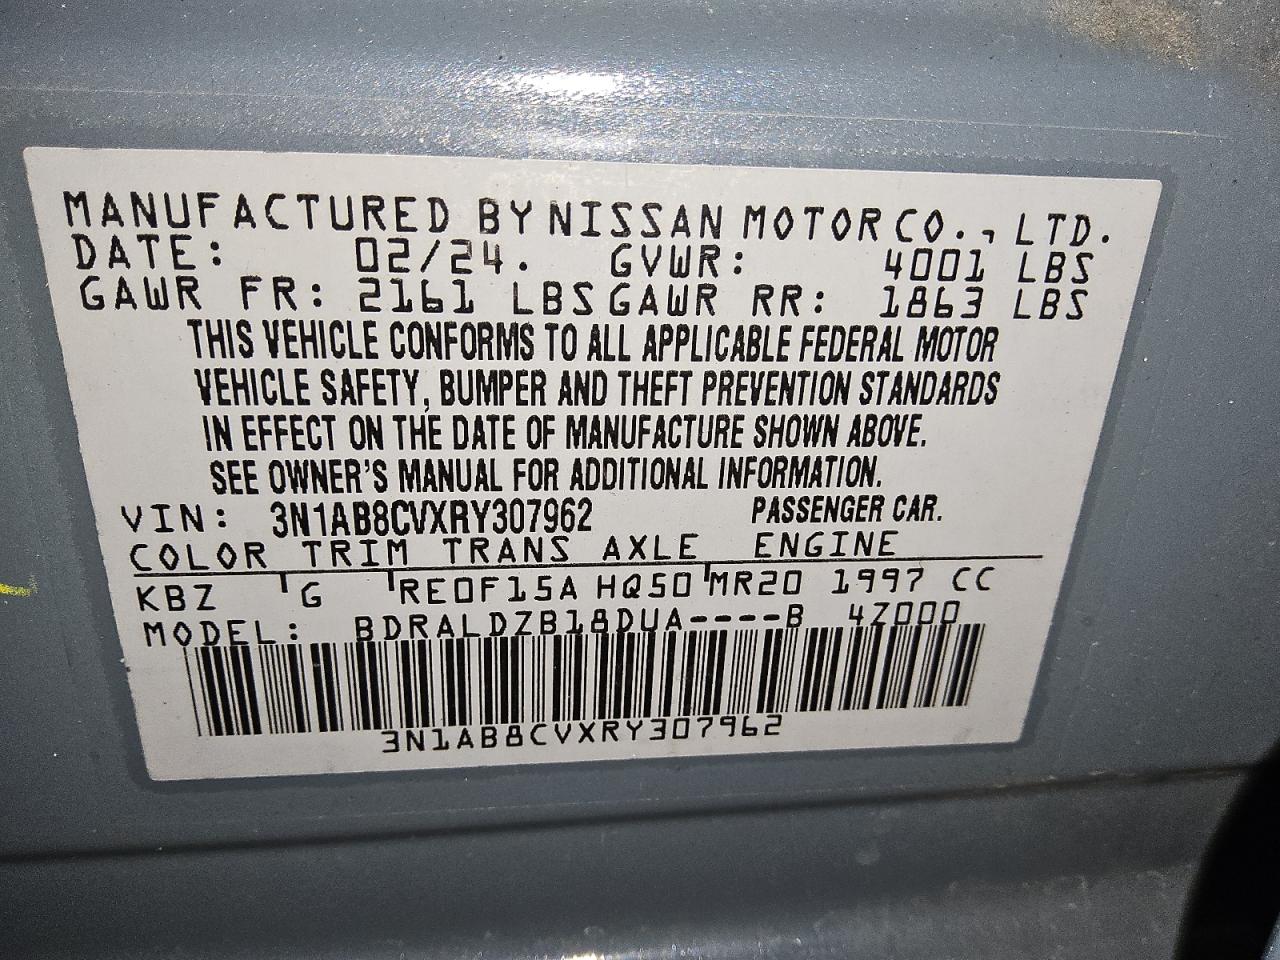 MANUFACTURED BY NISSAN MOTOR CO., LTD.
DATE: 02/24. GVWR: 4001 LBS
GAWR FR: 2161 LBS GAWR RR: 1863 LBS
THIS VEHICLE CONFORMS TO ALL APPLICABLE FEDERAL MOTOR
VEHICLE SAFETY, BUMPER AND THEFT PREVENTION STANDARDS
IN EFFECT ON THE DATE OF MANUFACTURE SHOWN ABOVE.
SEE OWNER'S MANUAL FOR ADDITIONAL INFORMATION.
VIN: 3N1AB8CVXRY307962 PASSENGER CAR.
COLOR TRIM TRANS AXLE ENGINE
KBZ G RE0F15A HQ50 MR20 1997 CC
MODEL: BDRALDZB18DUA----B 4Z000
3N1AB8CVXRY307962